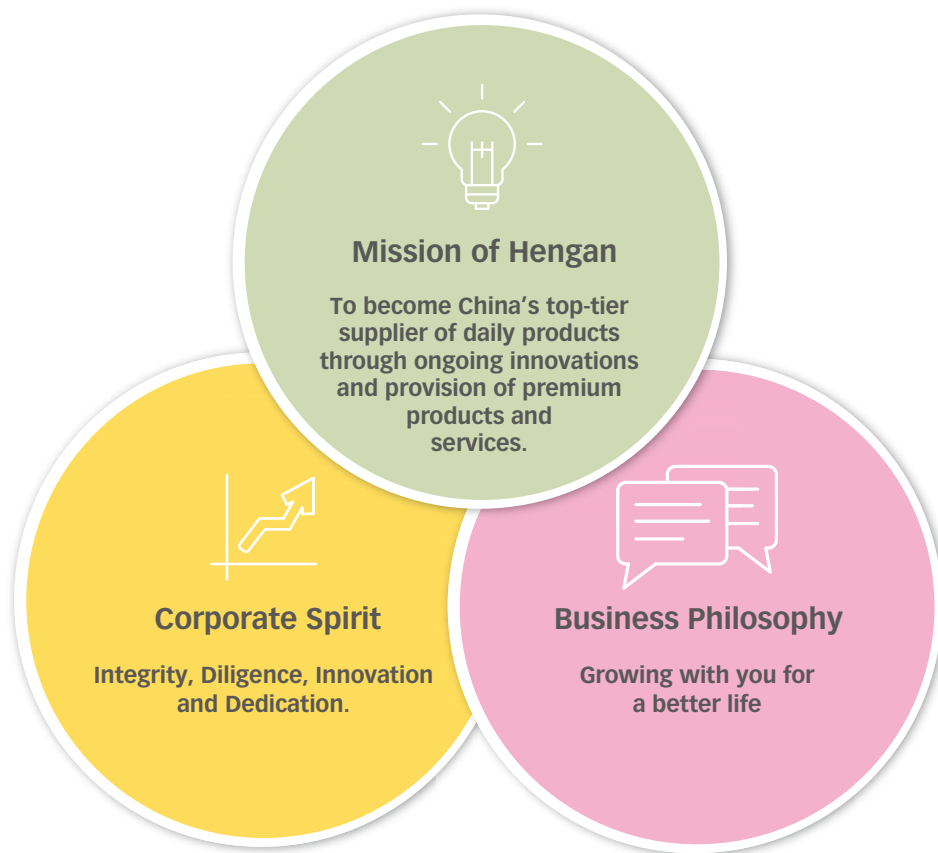 Mission of Hengan
To become China's top-tier
supplier of daily products
through ongoing innovations
and provision of premium
products and
services.
Corporate Spirit
Integrity, Diligence, Innovation
and Dedication.
Business Philosophy
Growing with you for
a better life